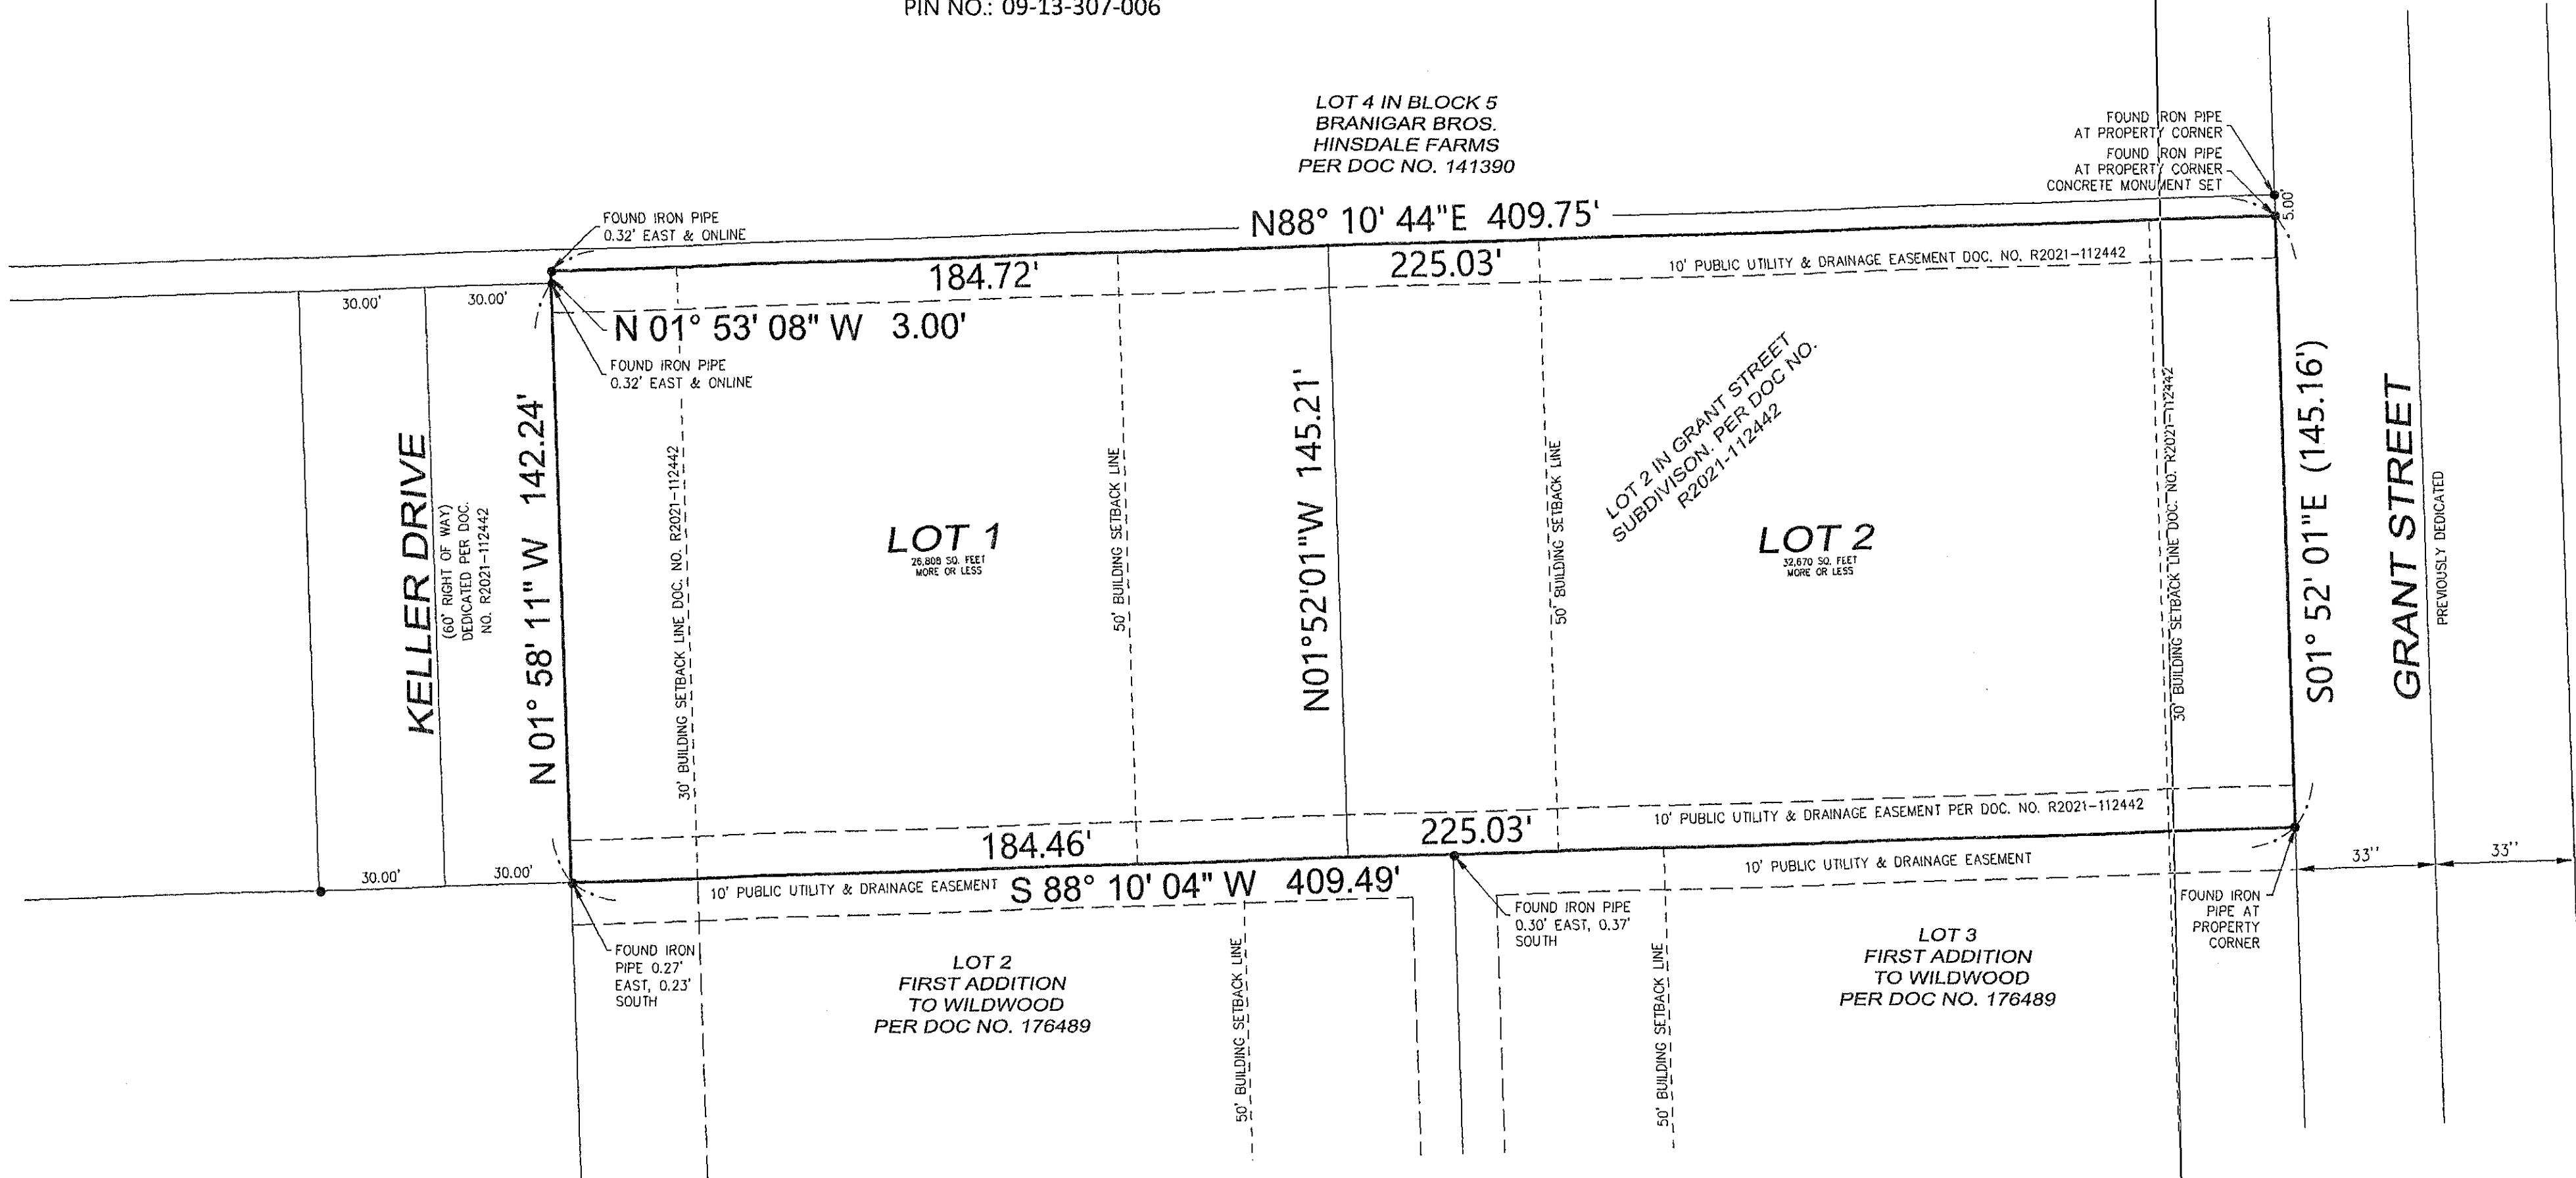 PIN NO.: 09-13-307-006
LOT 4 IN BLOCK 5
BRANIGAR BROS.
HINSDALE FARMS
PER DOC NO. 141390
FOUND IRON PIPE
AT PROPERTY CORNER
FOUND IRON PIPE
AT PROPERTY CORNER
CONCRETE MONUMENT SET
5.00'
FOUND IRON PIPE
0.32' EAST & ONLINE
N88° 10' 44"E 409.75'
184.72'
225.03'
10' PUBLIC UTILITY & DRAINAGE EASEMENT DOC. NO. R2021-112442
30.00'
30.00'
N 01° 53' 08" W 3.00'
FOUND IRON PIPE
0.32' EAST & ONLINE
KELLER DRIVE
(60' RIGHT OF WAY)
DEDICATED PER DOC.
NO. R2021-112442
N 01° 58' 11" W 142.24'
30' BUILDING SETBACK LINE DOC. NO. R2021-112442
LOT 1
26,808 SQ. FEET
MORE OR LESS
50' BUILDING SETBACK LINE
N01°52'01"W 145.21'
50' BUILDING SETBACK LINE
LOT 2 IN GRANT STREET
SUBDIVISON. PER DOC NO.
R2021-112442
LOT 2
32,670 SQ. FEET
MORE OR LESS
30' BUILDING SETBACK LINE DOC. NO. R2021-112442
S01° 52' 01"E (145.16')
GRANT STREET
PREVIOUSLY DEDICATED
184.46'
225.03'
10' PUBLIC UTILITY & DRAINAGE EASEMENT PER DOC. NO. R2021-112442
30.00'
30.00'
10' PUBLIC UTILITY & DRAINAGE EASEMENT
S 88° 10' 04" W 409.49'
10' PUBLIC UTILITY & DRAINAGE EASEMENT
33"
33"
FOUND IRON
PIPE 0.27'
EAST, 0.23'
SOUTH
LOT 2
FIRST ADDITION
TO WILDWOOD
PER DOC NO. 176489
50' BUILDING SETBACK LINE
FOUND IRON PIPE
0.30' EAST, 0.37'
SOUTH
50' BUILDING SETBACK LINE
LOT 3
FIRST ADDITION
TO WILDWOOD
PER DOC NO. 176489
FOUND IRON
PIPE AT
PROPERTY
CORNER